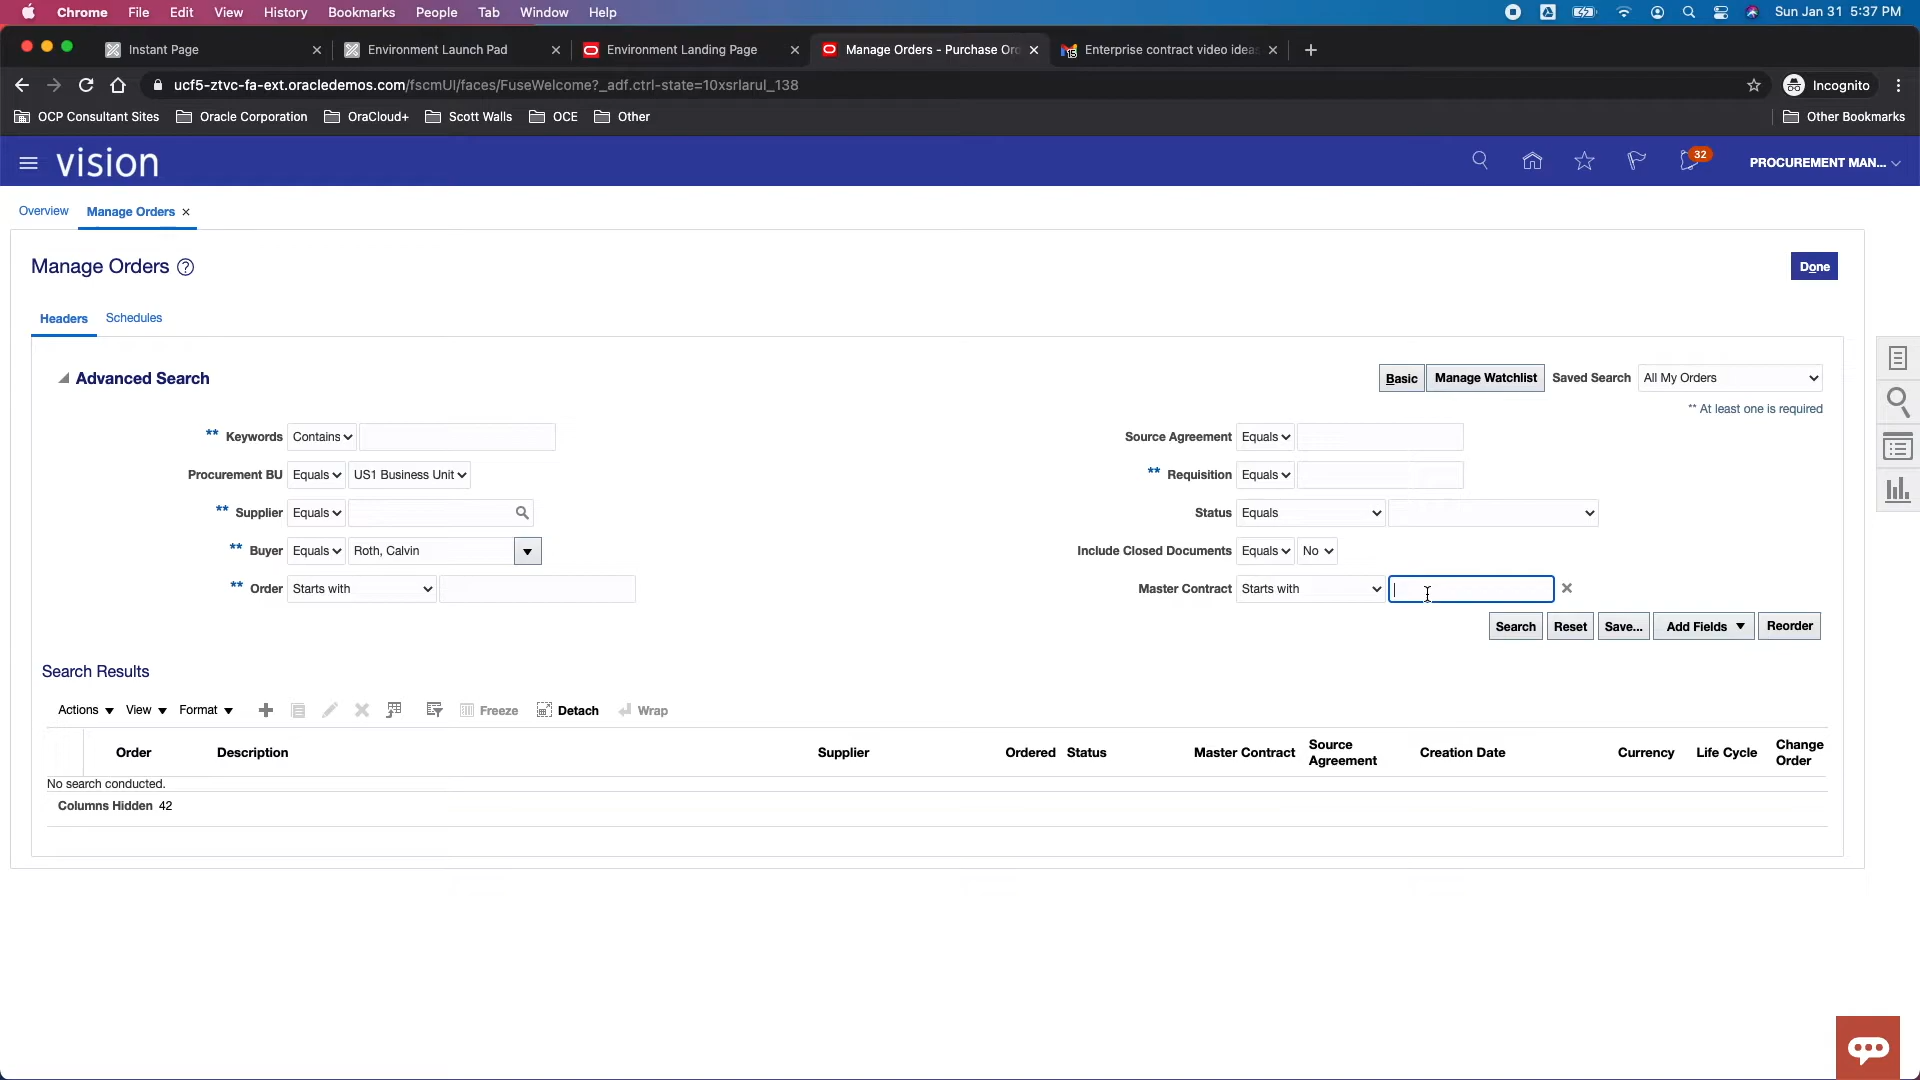 Chrome File Edit View History Bookmarks People Tab Window Help Sun Jan 31 5:37 PM
Instant Page Environment Launch Pad Environment Landing Page Manage Orders - Purchase Or Enterprise contract video ideas
ucf5-ztvc-fa-ext.oracledemos.com/fscmUI/faces/FuseWelcome?_adf.ctrl-state=10xsrlarul_138 Incognito
OCP Consultant Sites Oracle Corporation OraCloud+ Scott Walls OCE Other Other Bookmarks
vision 32 PROCUREMENT MAN...
Overview Manage Orders
Manage Orders ? Done
Headers Schedules
Advanced Search Basic Manage Watchlist Saved Search All My Orders
** At least one is required
** Keywords Contains Source Agreement Equals
Procurement BU Equals US1 Business Unit ** Requisition Equals
** Supplier Equals Status Equals
** Buyer Equals Roth, Calvin Include Closed Documents Equals No
** Order Starts with Master Contract Starts with
Search Reset Save... Add Fields Reorder
Search Results
Actions View Format Freeze Detach Wrap
Order Description Supplier Ordered Status Master Contract Source Agreement Creation Date Currency Life Cycle Change Order
No search conducted.
Columns Hidden 42